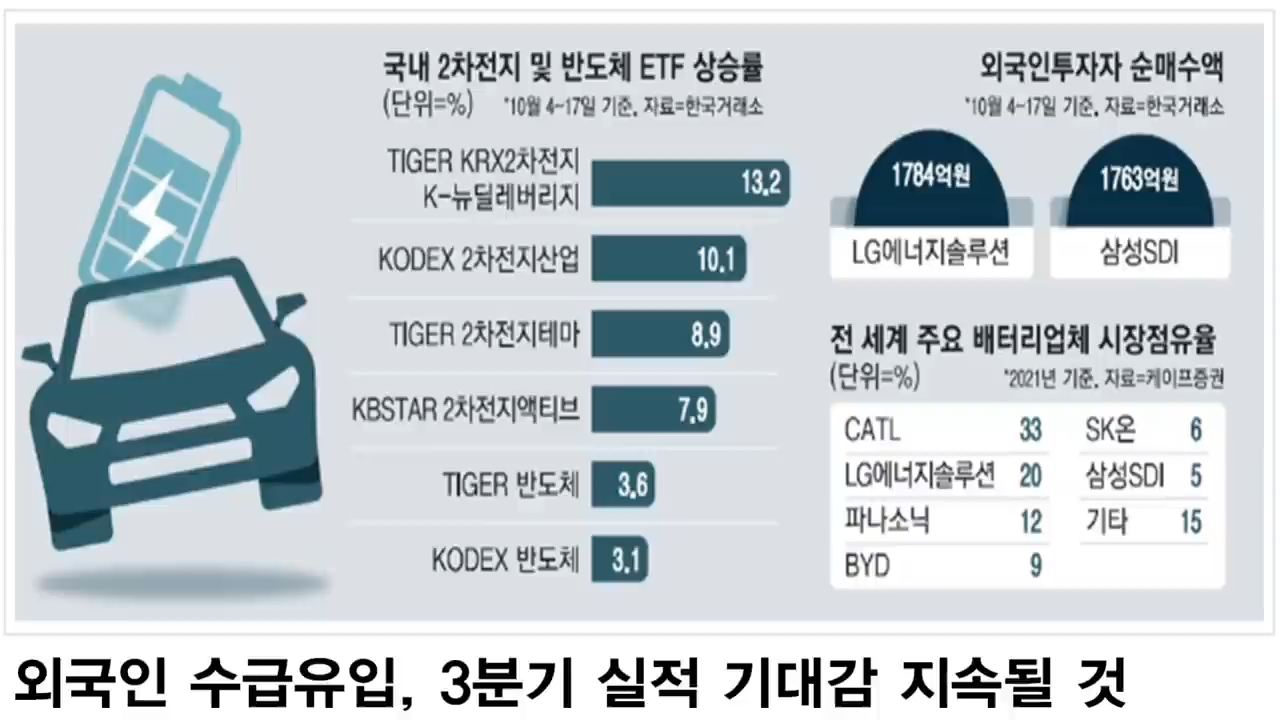 국내 2차전지 및 반도체 ETF 상승률
(단위=%) *10월 4~17일 기준, 자료=한국거래소
TIGER KRX2차전지
K-뉴딜레버리지
13.2
KODEX 2차전지산업 10.1
TIGER 2차전지테마 8.9
KBSTAR 2차전지액티브 7.9
TIGER 반도체 3.6
KODEX 반도체 3.1
외국인투자자 순매수액
*10월 4~17일 기준, 자료=한국거래소
1784억원 1763억원
LG에너지솔루션 삼성SDI
전 세계 주요 배터리업체 시장점유율
(단위=%) *2021년 기준, 자료=케이프증권
CATL 33 SK온 6
LG에너지솔루션 20 삼성SDI 5
파나소닉 12 기타 15
BYD 9
외국인 수급유입, 3분기 실적 기대감 지속될 것